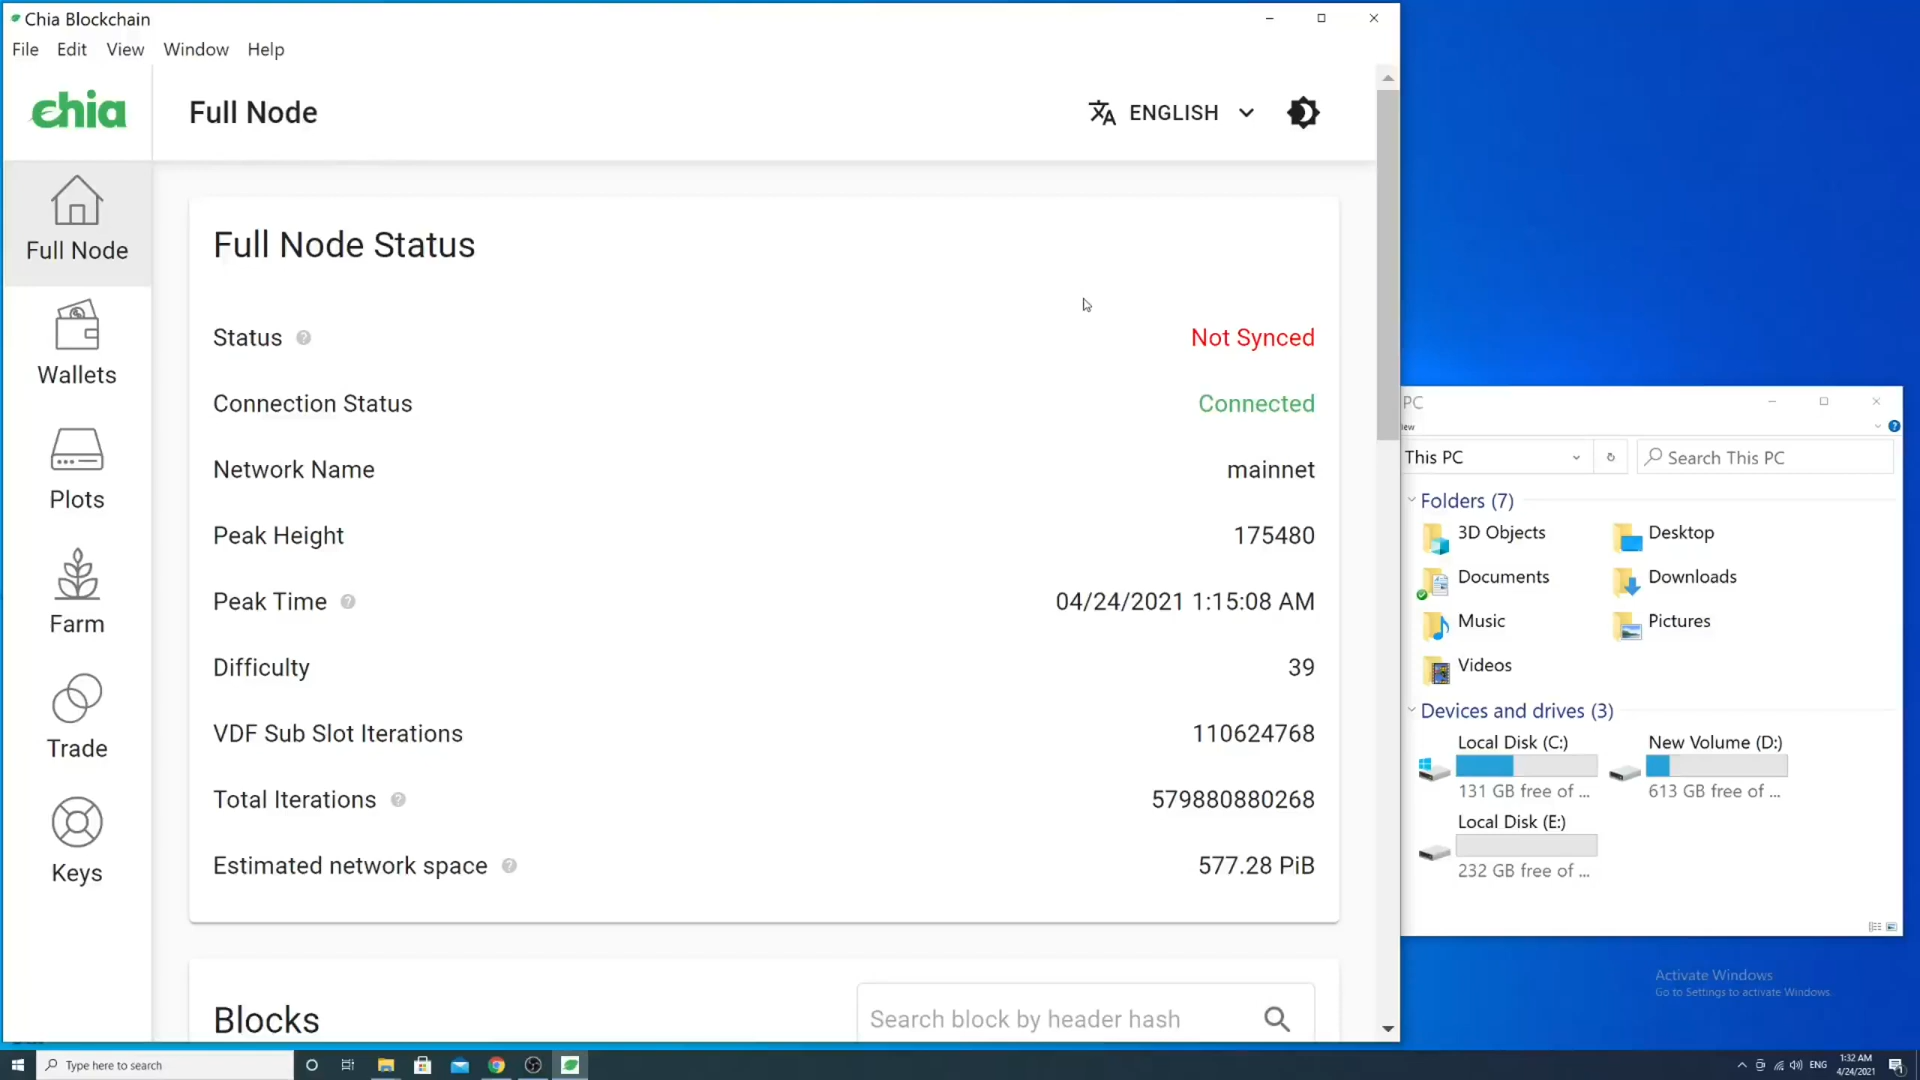 Chia Blockchain
File Edit View Window Help
chia
Full Node
ENGLISH
Full Node
Wallets
Plots
Farm
Trade
Keys
Full Node Status
Status ? Not Synced
Connection Status Connected
Network Name mainnet
Peak Height 175480
Peak Time ? 04/24/2021 1:15:08 AM
Difficulty 39
VDF Sub Slot Iterations 110624768
Total Iterations ? 579880880268
Estimated network space ? 577.28 PiB
Blocks
Search block by header hash
PC
iew
?
This PC
Search This PC
Folders (7)
3D Objects
Desktop
Documents
Downloads
Music
Pictures
Videos
Devices and drives (3)
Local Disk (C:)
131 GB free of ...
New Volume (D:)
613 GB free of ...
Local Disk (E:)
232 GB free of ...
Activate Windows
Go to Settings to activate Windows.
Type here to search
ENG
1:32 AM
4/24/2021